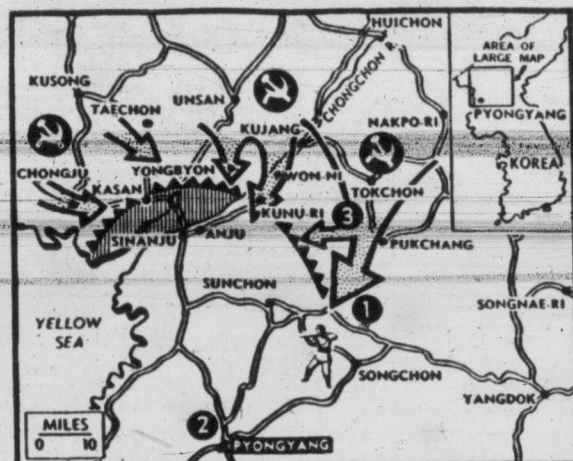 HUICHON
AREA OF
LARGE MAP
PYONGYANG
KOREA
KUSONG
TAECHON
UNSAN
CHONGCHON R.
NAKPO-RI
KUJANG
CHONGJU
YONGBYON
WON-NI
TOKCHON
KASAN
KUNU-RI
3
SINANJU
ANJU
PUKCHANG
SUNCHON
1
SONGNAE-RI
YELLOW
SEA
SONGCHON
YANGDOK
MILES
0 10
2
PYONGYANG